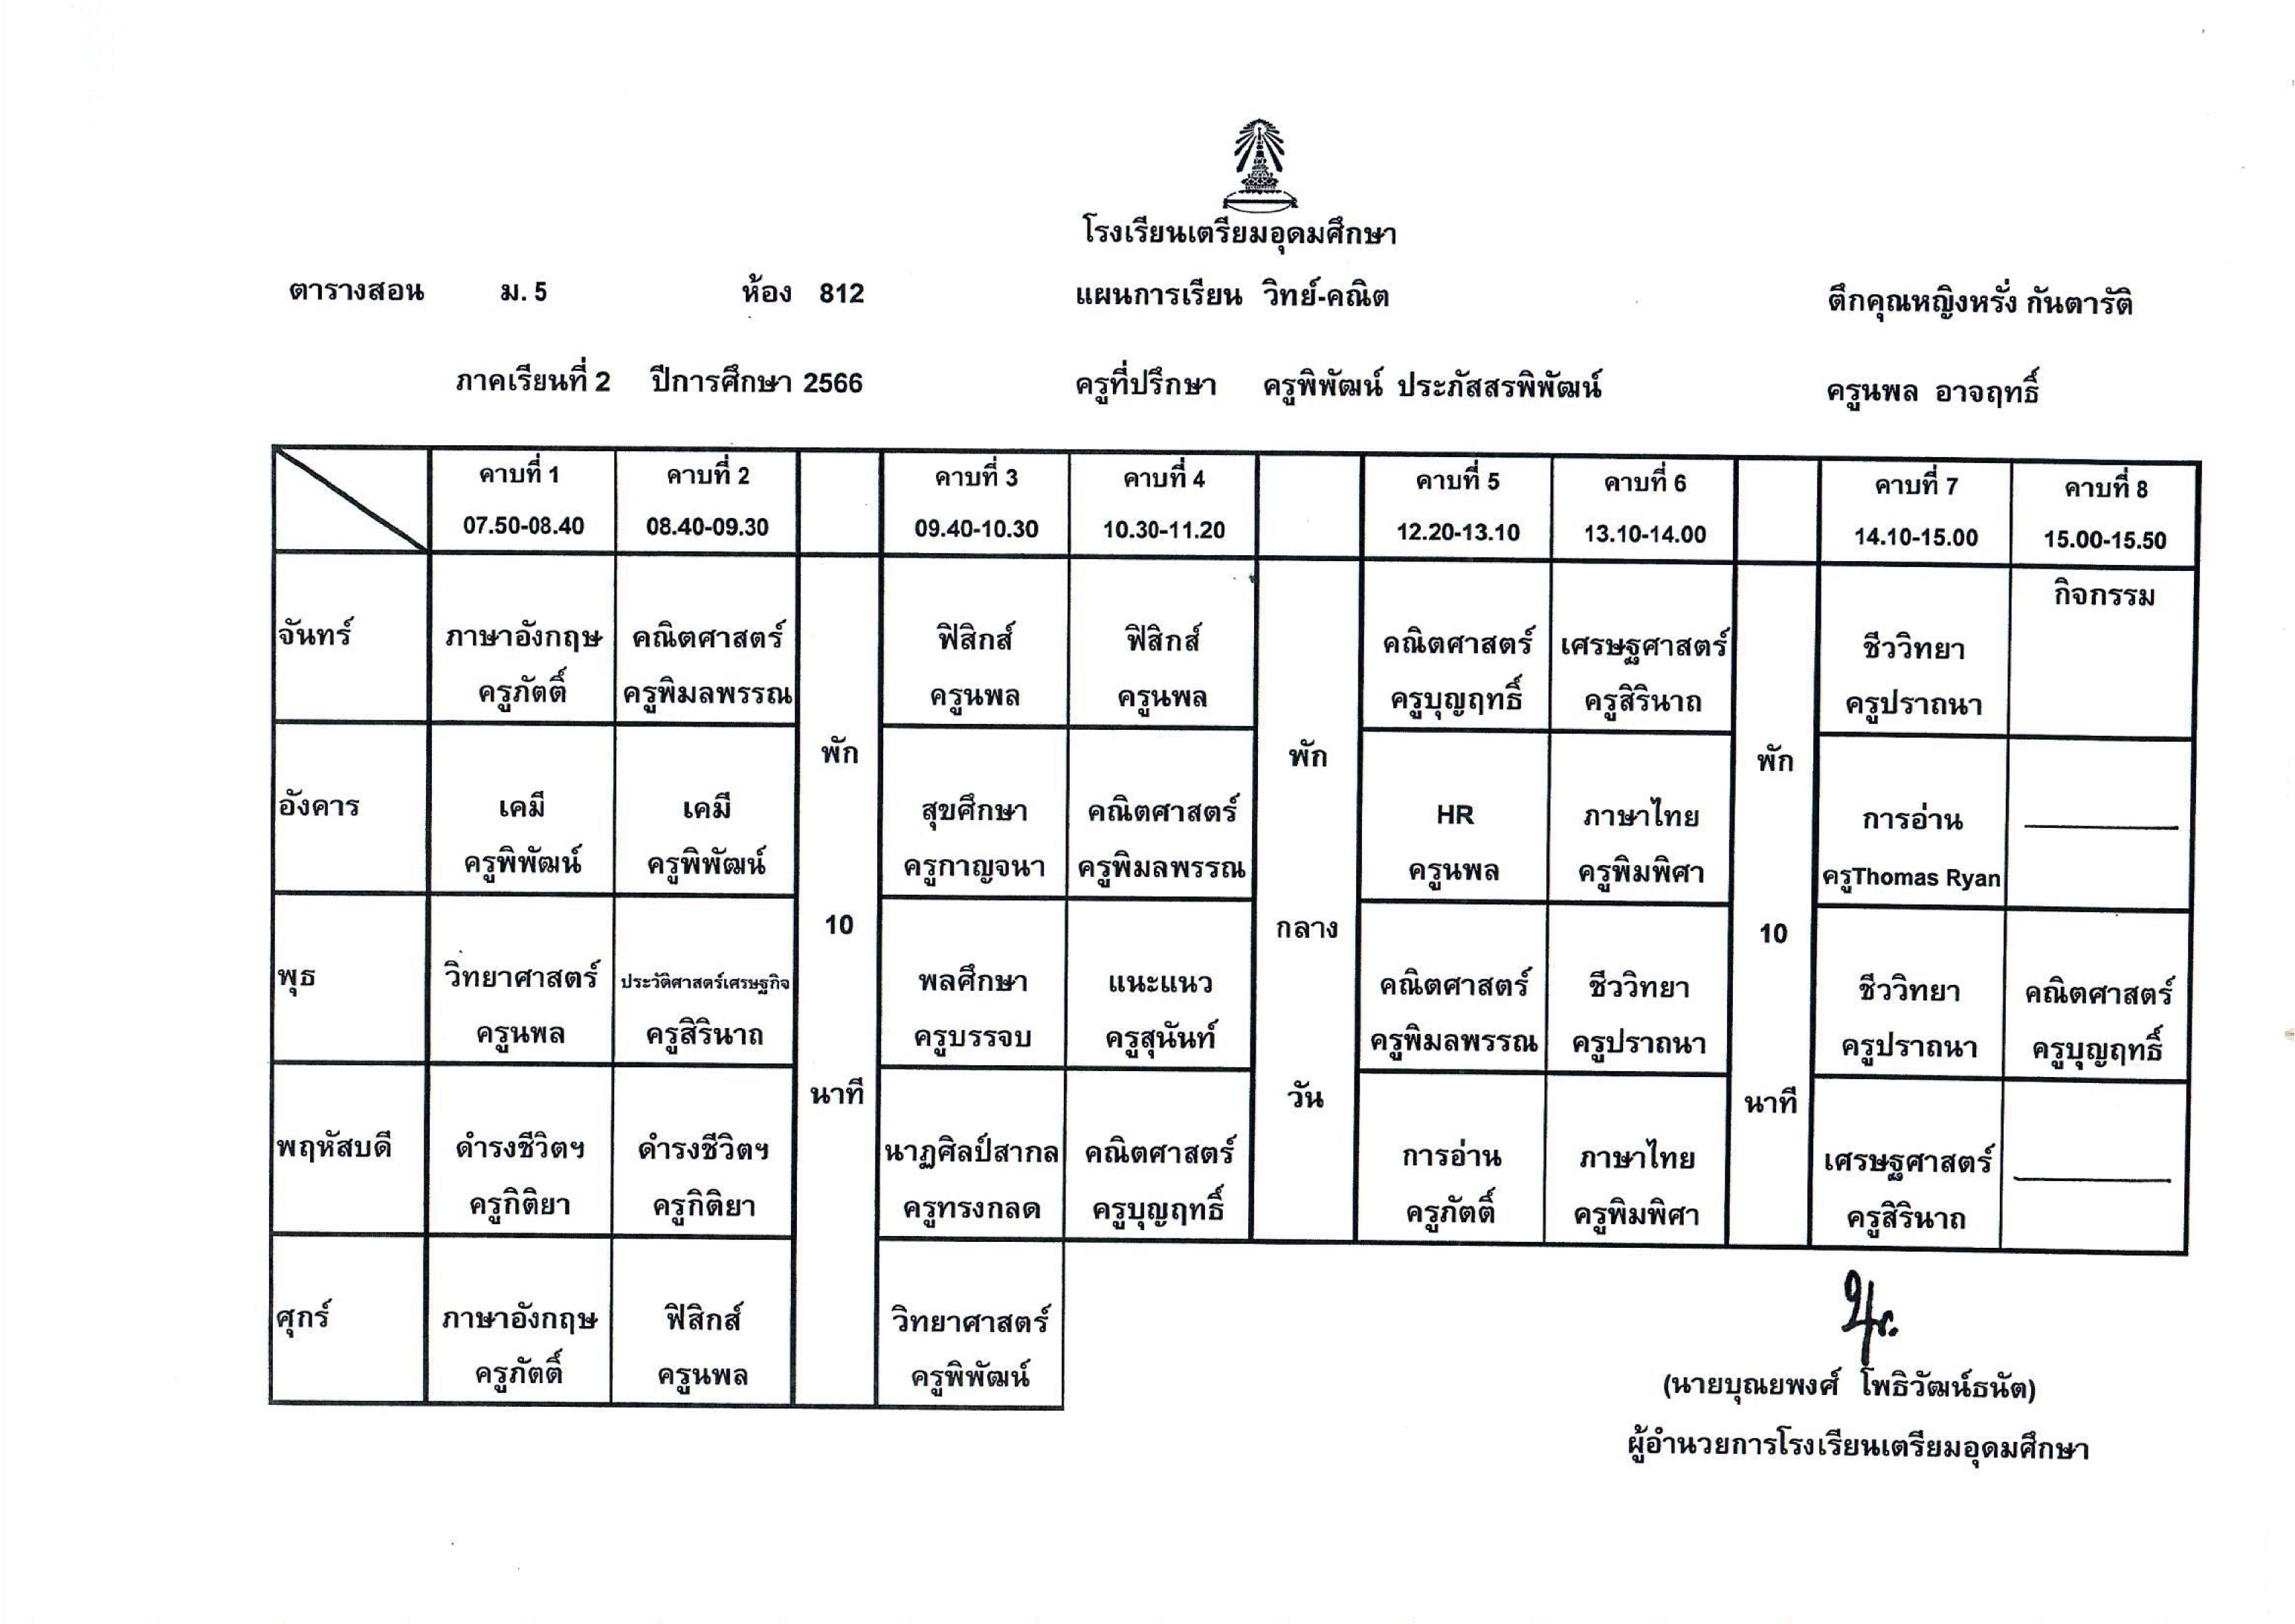 โรงเรียนเตรียมอุดมศึกษา
ตารางสอน ม. 5 ห้อง 812 แผนการเรียน วิทย์-คณิต ตึกคุณหญิงหรั่ง กันตารัติ
ภาคเรียนที่ 2 ปีการศึกษา 2566 ครูที่ปรึกษา ครูพิพัฒน์ ประภัสสรพิพัฒน์ ครูนพล อาจฤทธิ์
คาบที่ 1 คาบที่ 2 คาบที่ 3 คาบที่ 4 คาบที่ 5 คาบที่ 6 คาบที่ 7 คาบที่ 8
07.50-08.40 08.40-09.30 09.40-10.30 10.30-11.20 12.20-13.10 13.10-14.00 14.10-15.00 15.00-15.50
จันทร์ ภาษาอังกฤษ คณิตศาสตร์ ฟิสิกส์ ฟิสิกส์ คณิตศาสตร์ เศรษฐศาสตร์ ชีววิทยา กิจกรรม
ครูภัตติ์ ครูพิมลพรรณ ครูนพล ครูนพล ครูบุญฤทธิ์ ครูสิรินาถ ครูปราถนา
พัก พัก พัก
อังคาร เคมี เคมี สุขศึกษา คณิตศาสตร์ HR ภาษาไทย การอ่าน
ครูพิพัฒน์ ครูพิพัฒน์ ครูกาญจนา ครูพิมลพรรณ ครูนพล ครูพิมพิศา ครูThomas Ryan
10 กลาง 10
พุธ วิทยาศาสตร์ ประวัติศาสตร์เศรษฐกิจ พลศึกษา แนะแนว คณิตศาสตร์ ชีววิทยา ชีววิทยา คณิตศาสตร์
ครูนพล ครูสิรินาถ ครูบรรจบ ครูสุนันท์ ครูพิมลพรรณ ครูปราถนา ครูปราถนา ครูบุญฤทธิ์
นาที วัน นาที
พฤหัสบดี ดำรงชีวิตฯ ดำรงชีวิตฯ นาฏศิลป์สากล คณิตศาสตร์ การอ่าน ภาษาไทย เศรษฐศาสตร์
ครูกิติยา ครูกิติยา ครูทรงกลด ครูบุญฤทธิ์ ครูภัตติ์ ครูพิมพิศา ครูสิรินาถ
ศุกร์ ภาษาอังกฤษ ฟิสิกส์ วิทยาศาสตร์
ครูภัตติ์ ครูนพล ครูพิพัฒน์
(นายบุณยพงศ์ โพธิวัฒน์ธนัต)
ผู้อำนวยการโรงเรียนเตรียมอุดมศึกษา